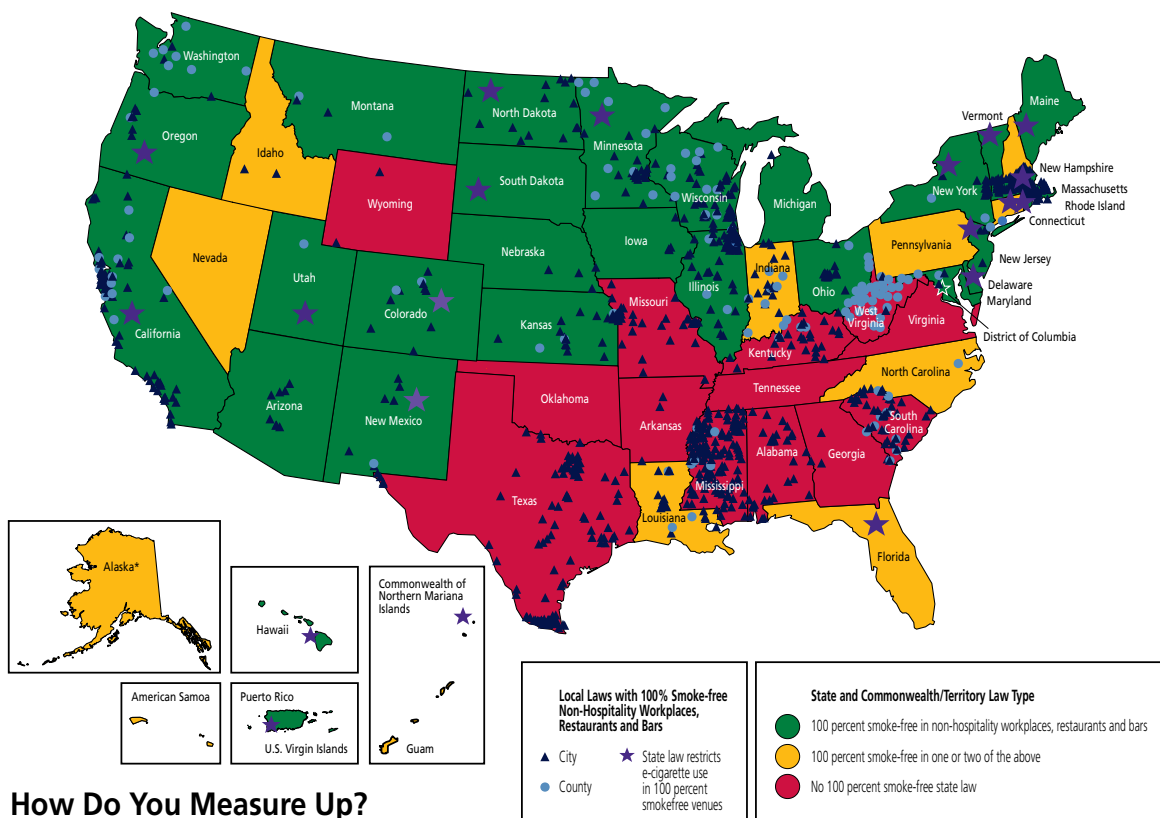 Washington
Montana
North Dakota
Minnesota
Vermont
Maine
Oregon
Idaho
South Dakota
Wisconsin
Michigan
New York
New Hampshire
Massachusetts
Rhode Island
Connecticut
Wyoming
Nebraska
Iowa
Pennsylvania
Nevada
Utah
Colorado
Illinois
Indiana
Ohio
New Jersey
Delaware
Maryland
California
Kansas
Missouri
West
Virginia
Virginia
District of Columbia
Kentucky
North Carolina
Tennessee
Arizona
New Mexico
Oklahoma
Arkansas
South
Carolina
Texas
Mississippi
Alabama
Georgia
Louisiana
Florida
Alaska*
Hawaii
Commonwealth of
Northern Mariana
Islands
American Samoa
Puerto Rico
U.S. Virgin Islands
Guam
Local Laws with 100% Smoke-free
Non-Hospitality Workplaces,
Restaurants and Bars
City
County
State law restricts
e-cigarette use
in 100 percent
smokefree venues
State and Commonwealth/Territory Law Type
100 percent smoke-free in non-hospitality workplaces, restaurants and bars
100 percent smoke-free in one or two of the above
No 100 percent smoke-free state law
How Do You Measure Up?